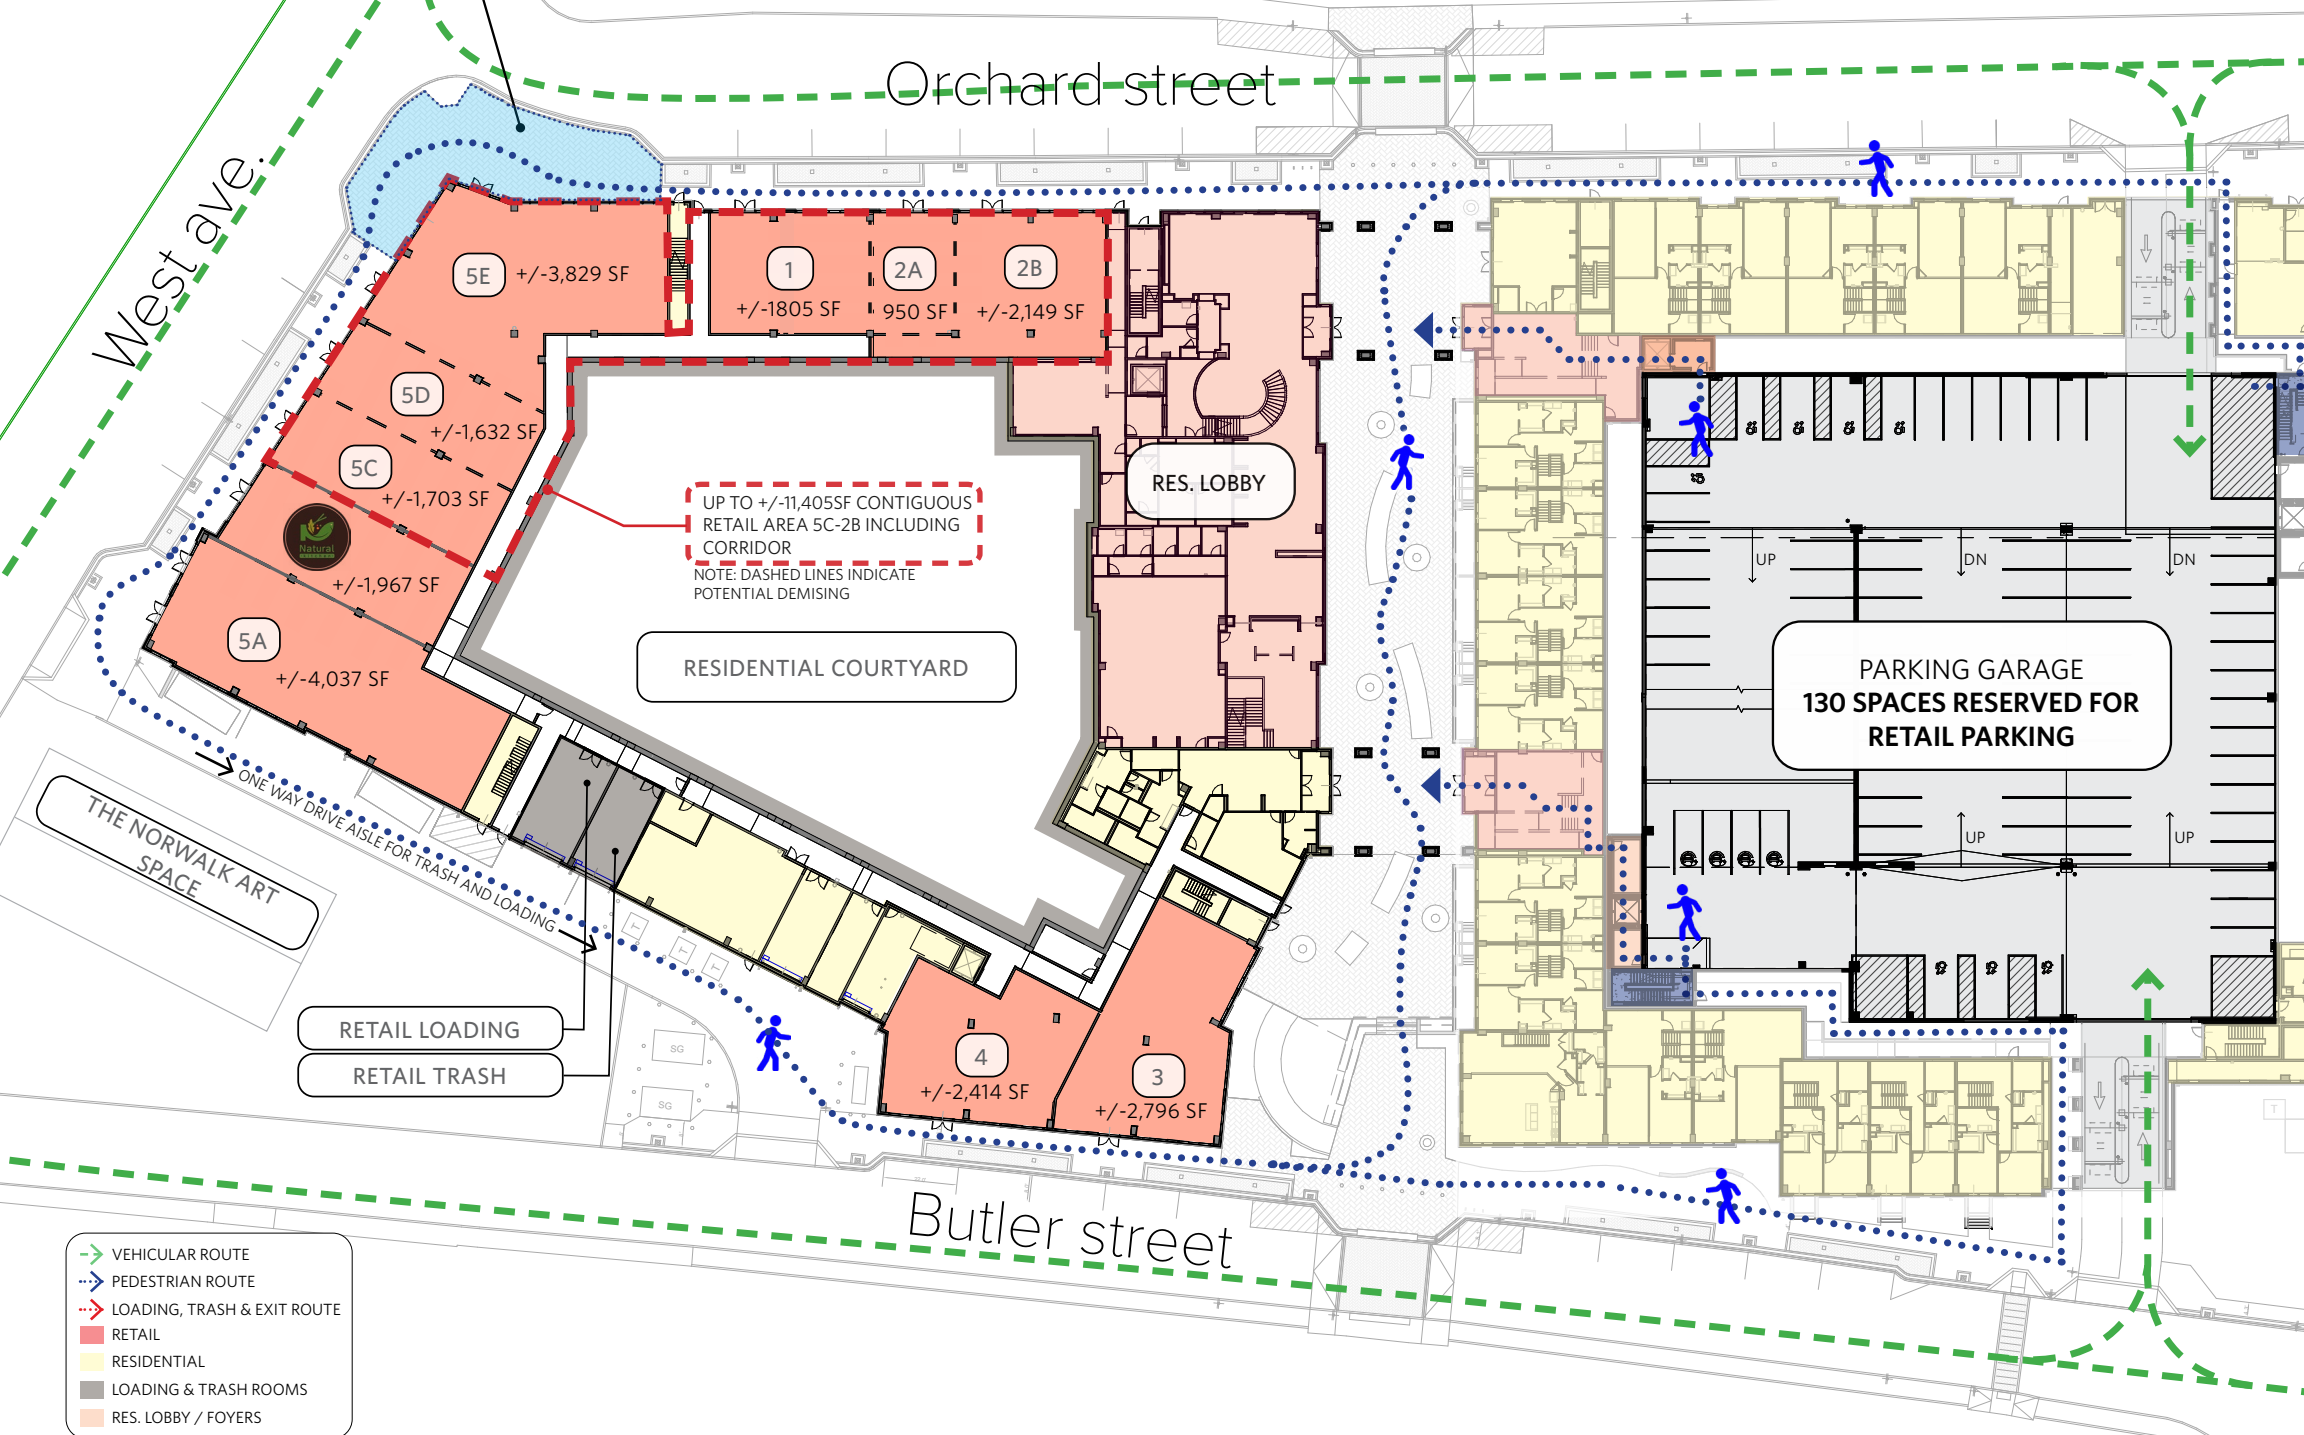 Orchard street
West ave.
5E
+/-3,829 SF
1
+/-1805 SF
2A
950 SF
2B
+/-2,149 SF
5D
+/-1,632 SF
5C
+/-1,703 SF
Natural
+/-1,967 SF
5A
+/-4,037 SF
UP TO +/-11,405SF CONTIGUOUS
RETAIL AREA 5C-2B INCLUDING
CORRIDOR
NOTE: DASHED LINES INDICATE
POTENTIAL DEMISING
RES. LOBBY
RESIDENTIAL COURTYARD
UP
DN
DN
PARKING GARAGE
130 SPACES RESERVED FOR
RETAIL PARKING
UP
UP
ONE WAY DRIVE AISLE FOR TRASH AND LOADING
THE NORWALK ART
SPACE
RETAIL LOADING
RETAIL TRASH
T
T
T
SG
SG
4
+/-2,414 SF
3
+/-2,796 SF
T
Butler street
VEHICULAR ROUTE
PEDESTRIAN ROUTE
LOADING, TRASH & EXIT ROUTE
RETAIL
RESIDENTIAL
LOADING & TRASH ROOMS
RES. LOBBY / FOYERS